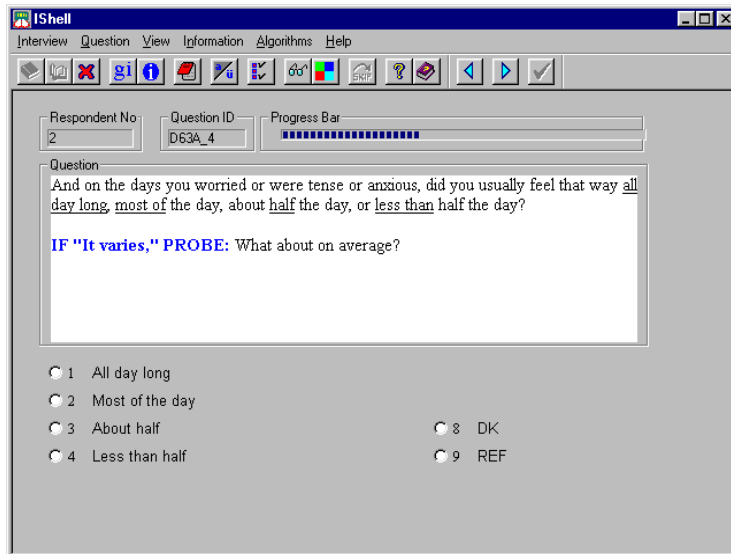 IShell
Interview Question View Information Algorithms Help
gi i a/ü SKIP ? ?
Respondent No Question ID Progress Bar
2 D63A_4
Question
And on the days you worried or were tense or anxious, did you usually feel that way all
day long, most of the day, about half the day, or less than half the day?
IF "It varies," PROBE: What about on average?
1 All day long
2 Most of the day
3 About half 8 DK
4 Less than half 9 REF